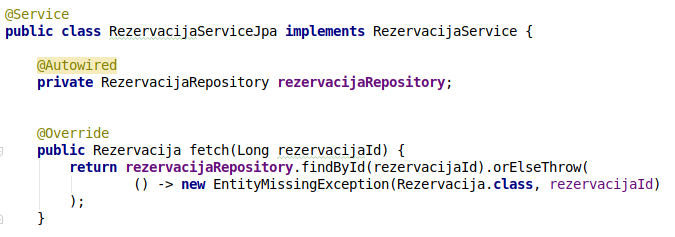 @Service
public class RezervacijaServiceJpa implements RezervacijaService {
@Autowired
private RezervacijaRepository rezervacijaRepository;
@Override
public Rezervacija fetch(Long rezervacijaId) {
return rezervacijaRepository.findById(rezervacijaId).orElseThrow(
() -> new EntityMissingException(Rezervacija.class, rezervacijaId)
);
}